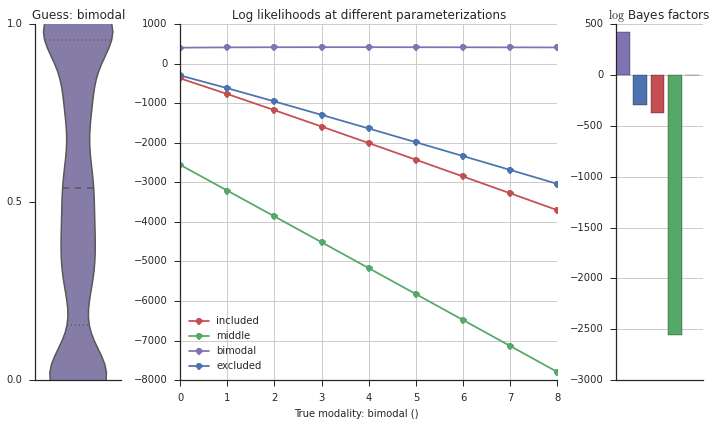 Guess: bimodal
1.0
0.5
0.0
Log likelihoods at different parameterizations
1000
0
−1000
−2000
−3000
−4000
−5000
−6000
−7000
−8000
included
middle
bimodal
excluded
0 1 2 3 4 5 6 7 8
True modality: bimodal ()
log Bayes factors
500
0
−500
−1000
−1500
−2000
−2500
−3000